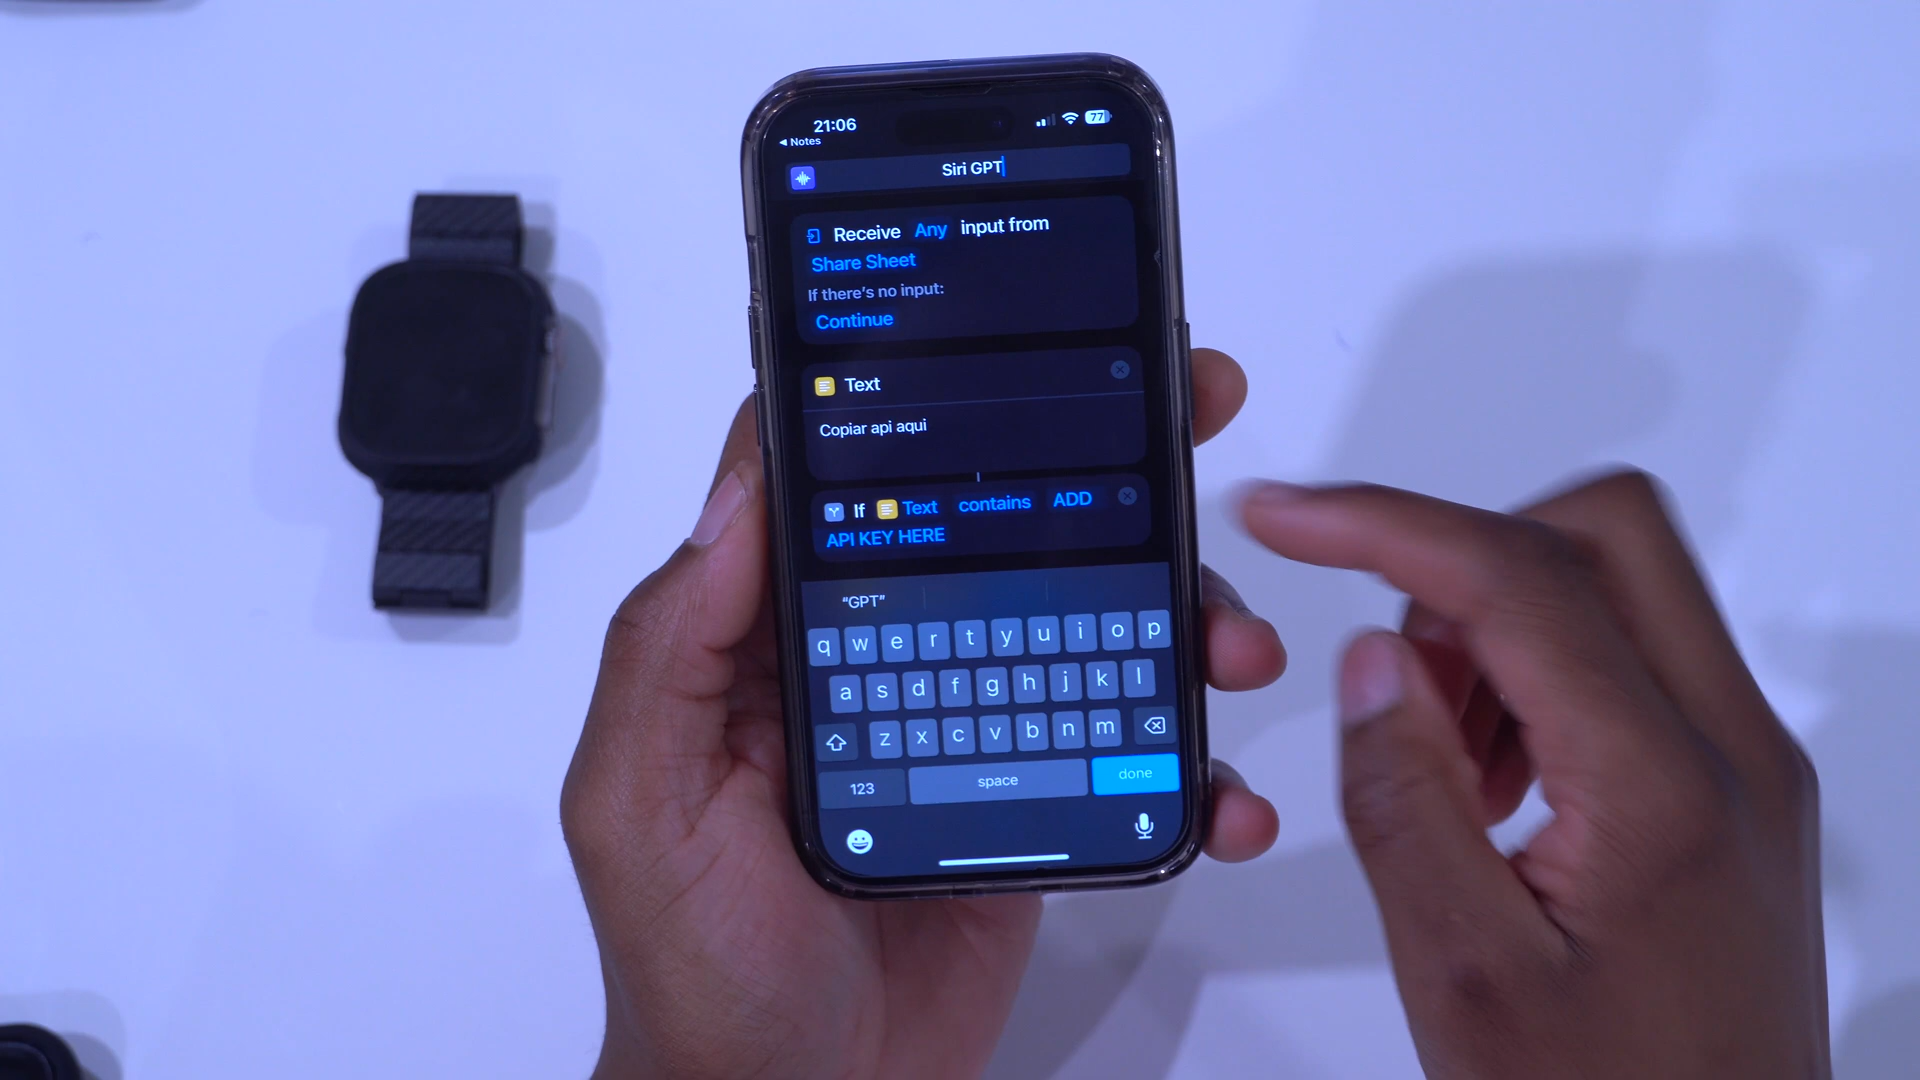 21:06
77
◀ Notes
Siri GPT
Receive Any input from
Share Sheet
If there's no input:
Continue
Text
Copiar api aqui
If Text contains ADD
API KEY HERE
“GPT”
q w e r t y u i o p
a s d f g h j k l
z x c v b n m
123 space done